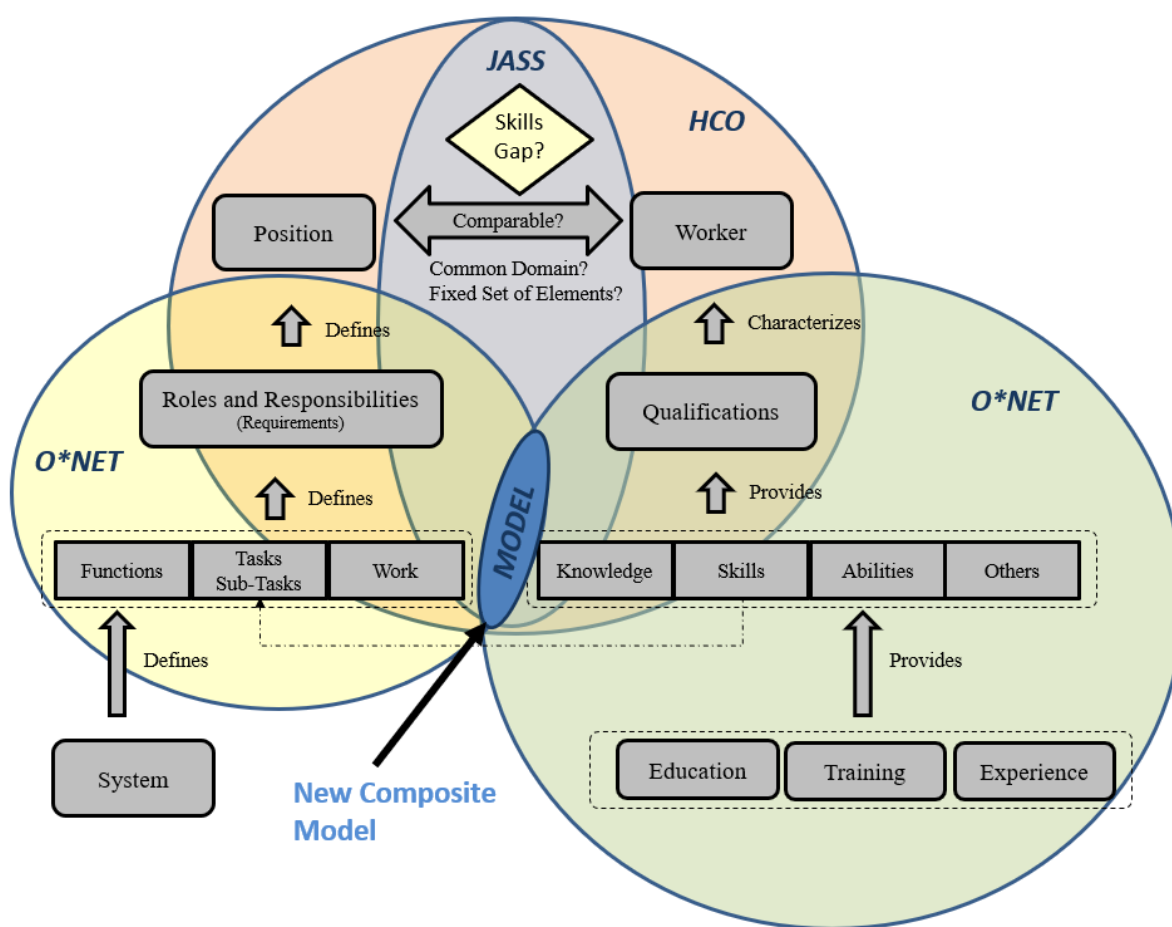 JASS
Skills
Gap?
HCO
Position
Comparable?
Worker
Common Domain?
Fixed Set of Elements?
Defines
Characterizes
Roles and Responsibilities
(Requirements)
Qualifications
O*NET
O*NET
Defines
Provides
MODEL
Functions
Tasks
Sub-Tasks
Work
Knowledge
Skills
Abilities
Others
Defines
Provides
System
Education
Training
Experience
New Composite
Model